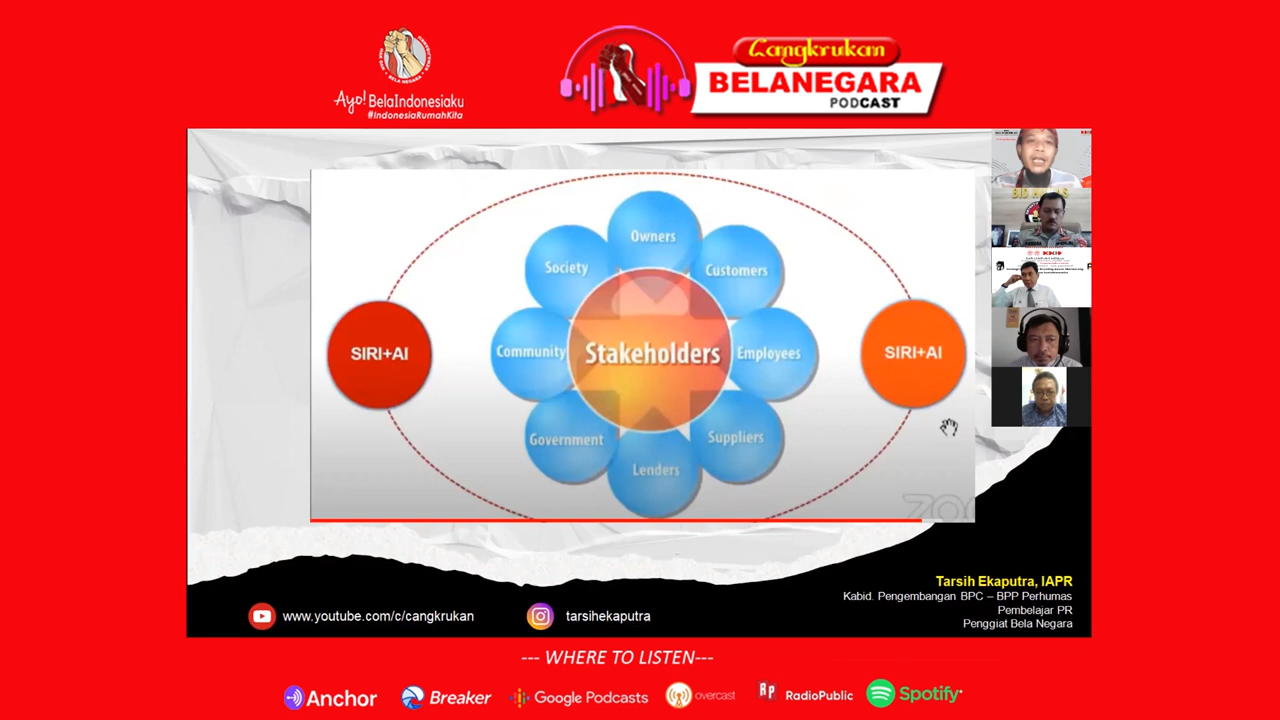 BELA NEGARA
Ayo! BelaIndonesiaku
#IndonesiaRumahKita
Cangkrukan
BELANEGARA
PODCAST
Owners
Society
Customers
SIRI+AI
Community
Stakeholders
Employees
SIRI+AI
Government
Suppliers
Lenders
Tarsih Ekaputra, IAPR
Kabid. Pengembangan BPC – BPP Perhumas
Pembelajar PR
Penggiat Bela Negara
www.youtube.com/c/cangkrukan
tarsihekaputra
--- WHERE TO LISTEN---
Anchor
Breaker
Google Podcasts
overcast
RadioPublic
Spotify